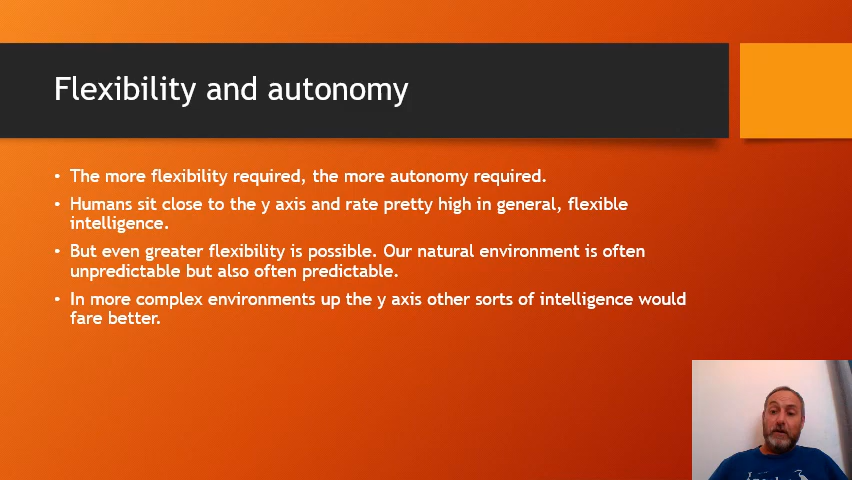 Flexibility and autonomy
• The more flexibility required, the more autonomy required.
• Humans sit close to the y axis and rate pretty high in general, flexible
intelligence.
• But even greater flexibility is possible. Our natural environment is often
unpredictable but also often predictable.
• In more complex environments up the y axis other sorts of intelligence would
fare better.